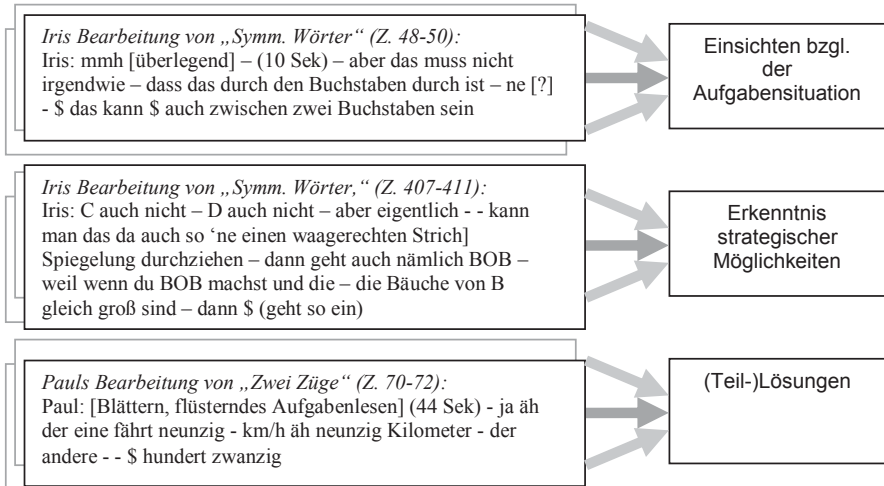 Iris Bearbeitung von „Symm. Wörter“ (Z. 48-50):
Iris: mmh [überlegend] – (10 Sek) – aber das muss nicht
irgendwie – dass das durch den Buchstaben durch ist – ne [?]
- $ das kann $ auch zwischen zwei Buchstaben sein
Einsichten bzgl.
der
Aufgabensituation
Iris Bearbeitung von „Symm. Wörter,“ (Z. 407-411):
Iris: C auch nicht – D auch nicht – aber eigentlich - - kann
man das da auch so ‘ne einen waagerechten Strich]
Spiegelung durchziehen – dann geht auch nämlich BOB –
weil wenn du BOB machst und die – die Bäuche von B
gleich groß sind – dann $ (geht so ein)
Erkenntnis
strategischer
Möglichkeiten
Pauls Bearbeitung von „Zwei Züge“ (Z. 70-72):
Paul: [Blättern, flüsterndes Aufgabenlesen] (44 Sek) - ja äh
der eine fährt neunzig - km/h äh neunzig Kilometer - der
andere - - $ hundert zwanzig
(Teil-)Lösungen